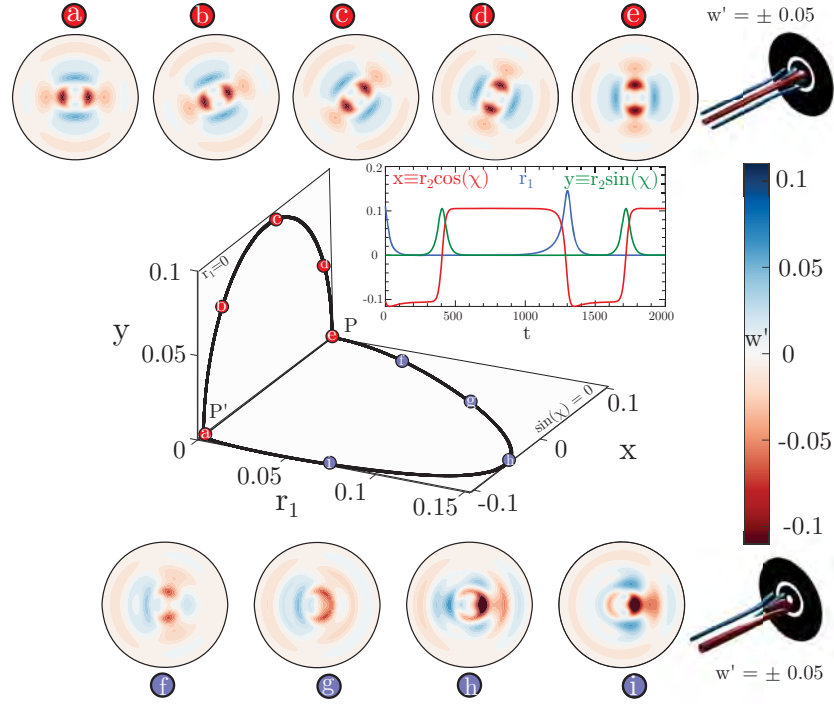 a b c d e w' = ± 0.05
x≡r₂cos(χ) r₁ y≡r₂sin(χ)
0.2
0.1
0
-0.1
0 500 1000 1500 2000
t
0.1
0.05
0
y
r₁=0
c
b
d
P
e
P'
a
f
g
h
i
sin(χ) = 0
0.05
0.1
0.15
r₁
-0.1
0
0.1
x
0.1
0.05
w' 0
-0.05
-0.1
f g h i w' = ± 0.05